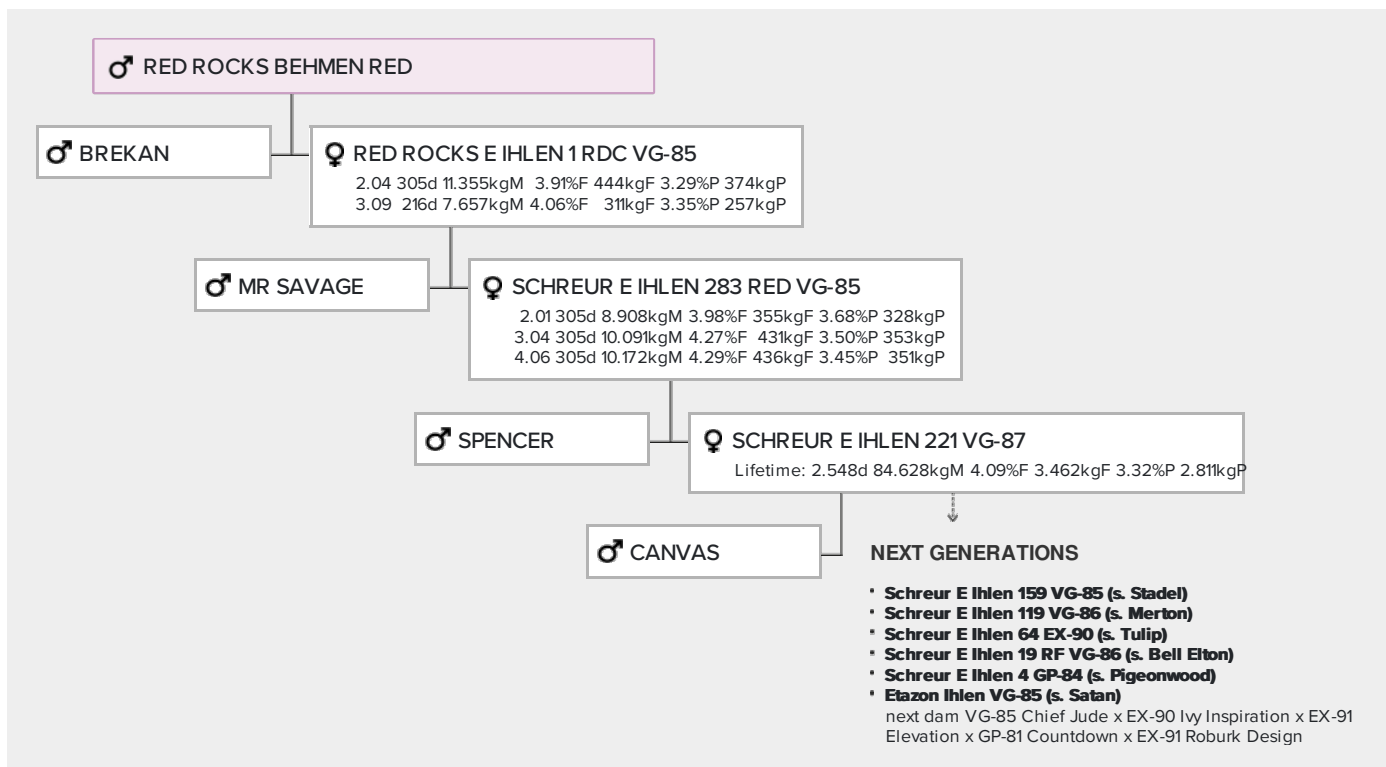 RED ROCKS BEHMEN RED
BREKAN
RED ROCKS E IHLEN 1 RDC VG-85
2.04 305d 11.355kgM 3.91%F 444kgF 3.29%P 374kgP
3.09 216d 7.657kgM 4.06%F 311kgF 3.35%P 257kgP
MR SAVAGE
SCHREUR E IHLEN 283 RED VG-85
2.01 305d 8.908kgM 3.98%F 355kgF 3.68%P 328kgP
3.04 305d 10.091kgM 4.27%F 431kgF 3.50%P 353kgP
4.06 305d 10.172kgM 4.29%F 436kgF 3.45%P 351kgP
SPENCER
SCHREUR E IHLEN 221 VG-87
Lifetime: 2.548d 84.628kgM 4.09%F 3.462kgF 3.32%P 2.811kgP
CANVAS
NEXT GENERATIONS
• Schreur E Ihlen 159 VG-85 (s. Stadel)
• Schreur E Ihlen 119 VG-86 (s. Merton)
• Schreur E Ihlen 64 EX-90 (s. Tulip)
• Schreur E Ihlen 19 RF VG-86 (s. Bell Elton)
• Schreur E Ihlen 4 GP-84 (s. Pigeonwood)
• Etazon Ihlen VG-85 (s. Satan)
next dam VG-85 Chief Jude x EX-90 Ivy Inspiration x EX-91
Elevation x GP-81 Countdown x EX-91 Roburk Design